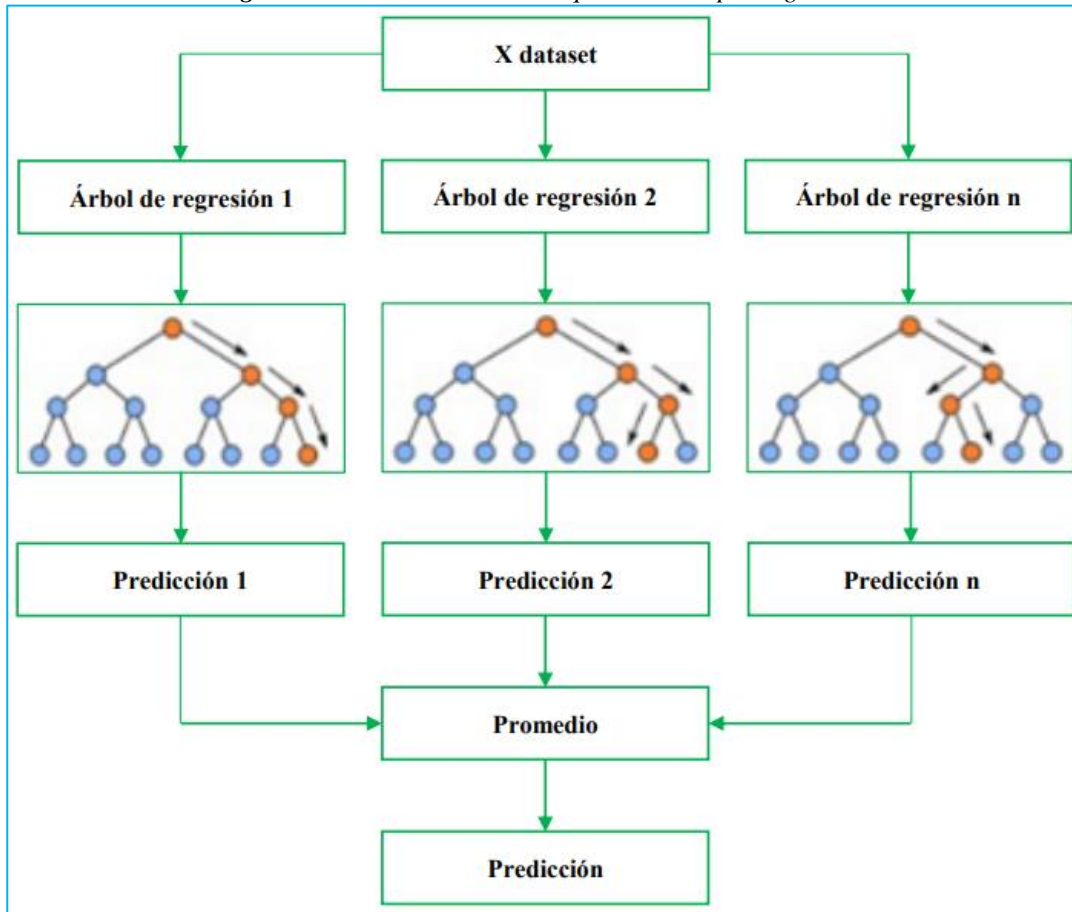 X dataset
Árbol de regresión 1
Árbol de regresión 2
Árbol de regresión n
Predicción 1
Predicción 2
Predicción n
Promedio
Predicción